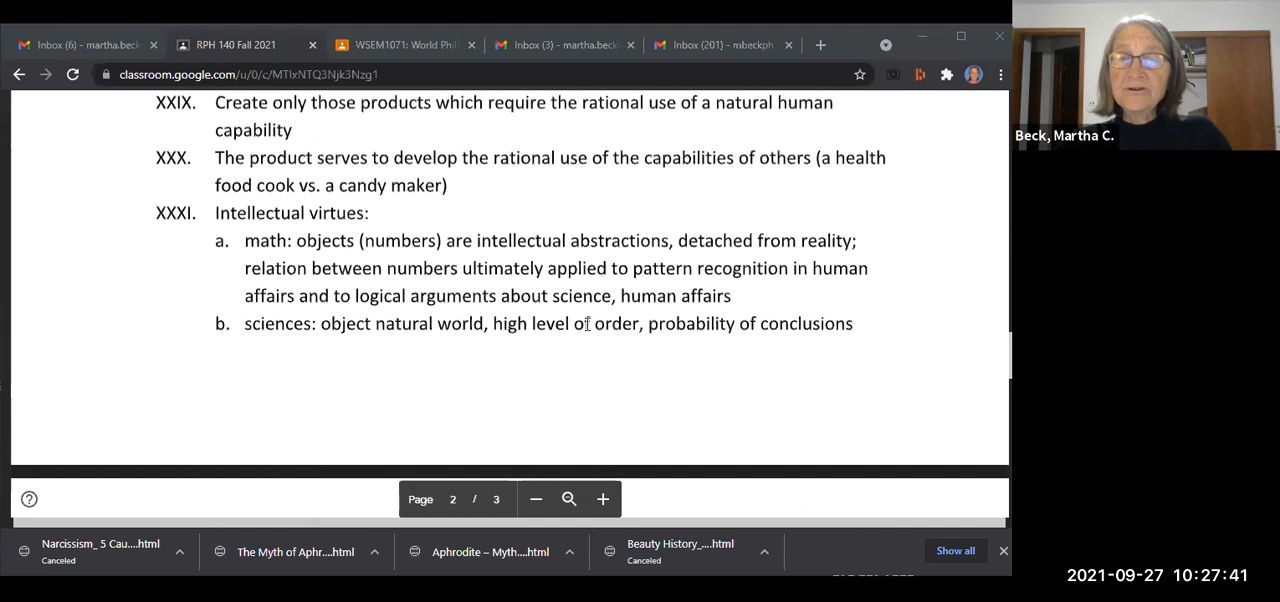 Inbox (6) - martha.beck
RPH 140 Fall 2021
WSEM1071: World Phil
Inbox (3) - martha.beck
Inbox (201) - mbeckph
classroom.google.com/u/0/c/MTIxNTQ3Njk3Nzg1
XXIX. Create only those products which require the rational use of a natural human
capability
XXX. The product serves to develop the rational use of the capabilities of others (a health
food cook vs. a candy maker)
XXXI. Intellectual virtues:
a. math: objects (numbers) are intellectual abstractions, detached from reality;
relation between numbers ultimately applied to pattern recognition in human
affairs and to logical arguments about science, human affairs
b. sciences: object natural world, high level of order, probability of conclusions
Beck, Martha C.
Page 2 / 3
Narcissism_ 5 Cau....html
Canceled
The Myth of Aphr....html
Aphrodite – Myth....html
Beauty History_....html
Canceled
Show all
2021-09-27 10:27:41